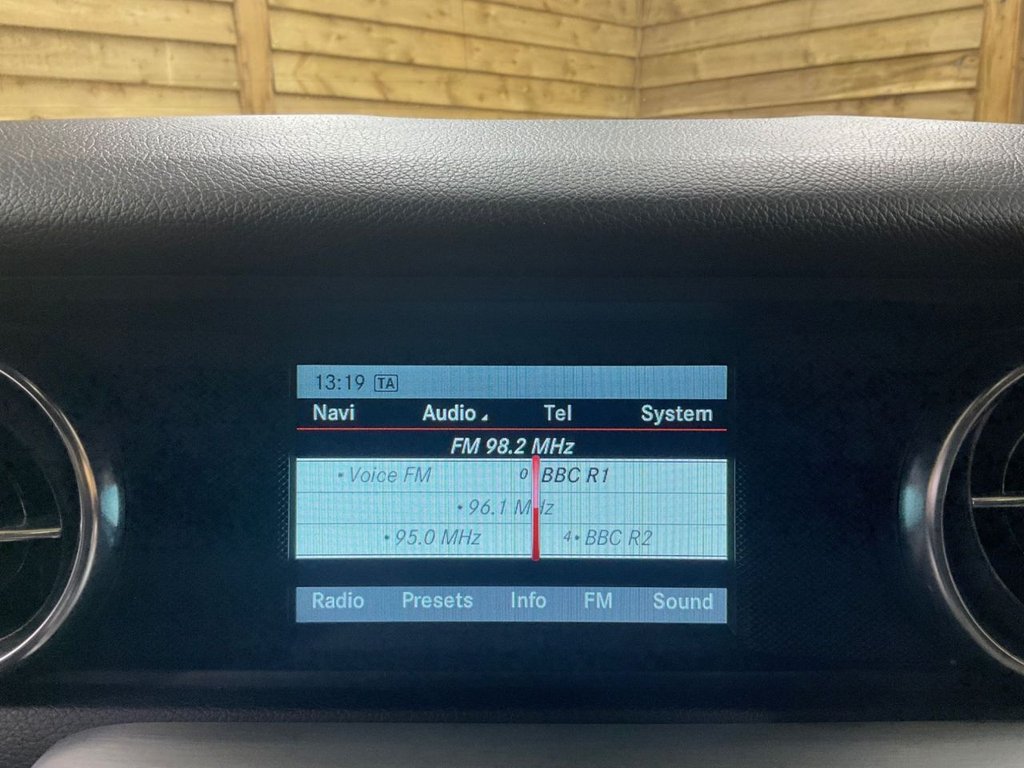 13:19 TA
Navi Audio Tel System
FM 98.2 MHz
• Voice FM 0 BBC R1
• 96.1 MHz
• 95.0 MHz 4• BBC R2
Radio Presets Info FM Sound